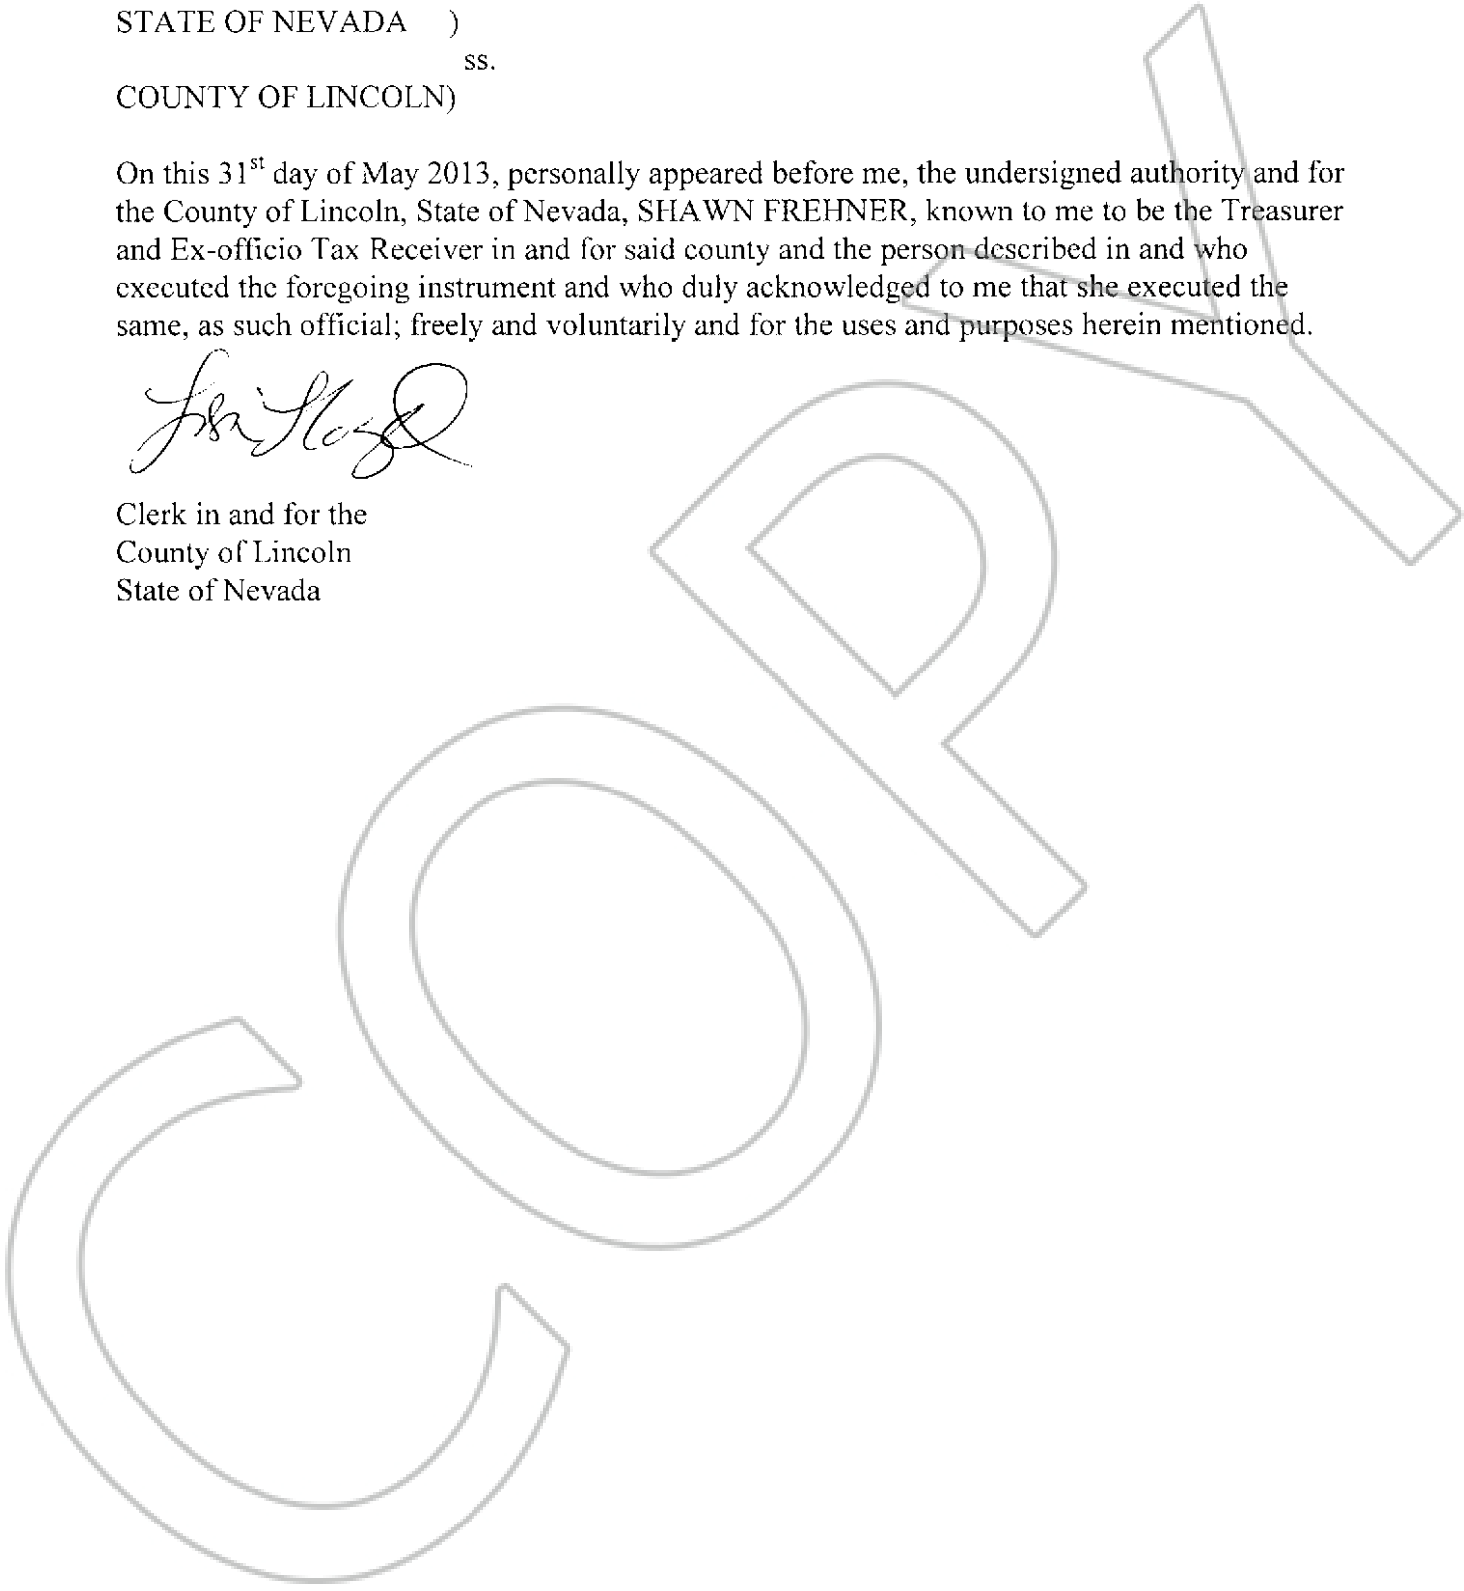 STATE OF NEVADA )
ss.
COUNTY OF LINCOLN)
On this 31st day of May 2013, personally appeared before me, the undersigned authority and for
the County of Lincoln, State of Nevada, SHAWN FREHNER, known to me to be the Treasurer
and Ex-officio Tax Receiver in and for said county and the person described in and who
executed the foregoing instrument and who duly acknowledged to me that she executed the
same, as such official; freely and voluntarily and for the uses and purposes herein mentioned.
Clerk in and for the
County of Lincoln
State of Nevada
COPY